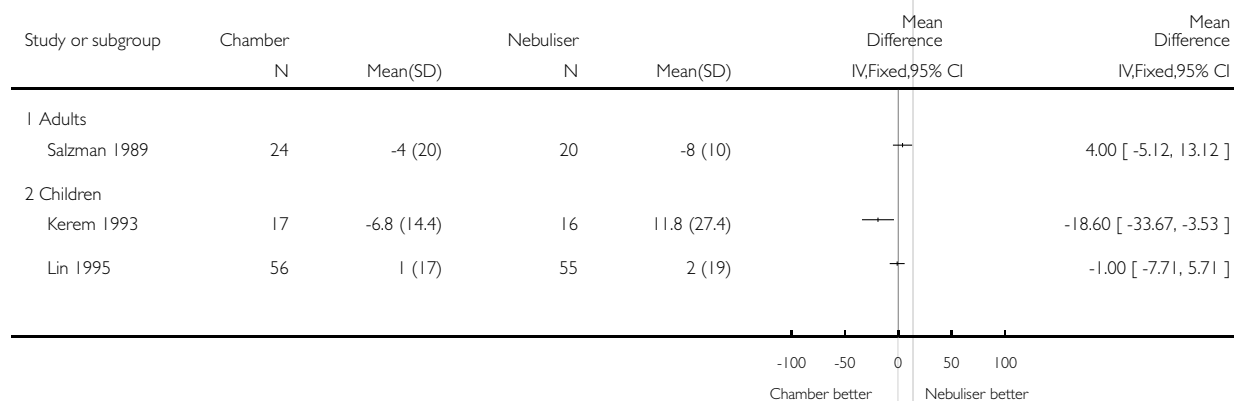 Mean Mean
Study or subgroup Chamber Nebuliser Difference Difference
N Mean(SD) N Mean(SD) IV,Fixed,95% CI IV,Fixed,95% CI
1 Adults
Salzman 1989 24 -4 (20) 20 -8 (10) 4.00 [ -5.12, 13.12 ]
2 Children
Kerem 1993 17 -6.8 (14.4) 16 11.8 (27.4) -18.60 [ -33.67, -3.53 ]
Lin 1995 56 1 (17) 55 2 (19) -1.00 [ -7.71, 5.71 ]
-100 -50 0 50 100
Chamber better Nebuliser better